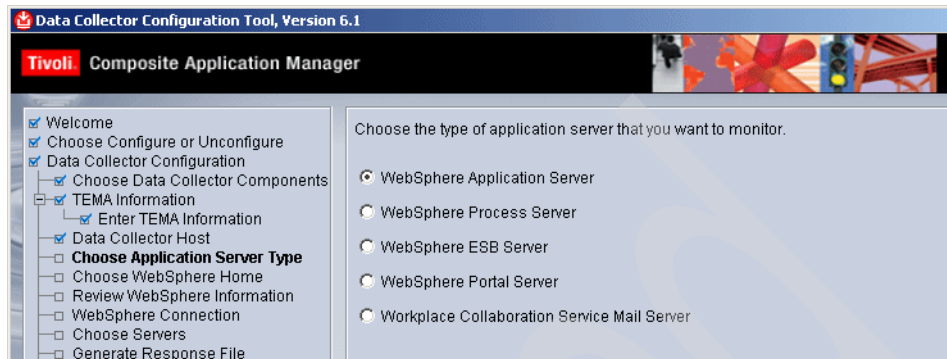 Data Collector Configuration Tool, Version 6.1
Tivoli. Composite Application Manager
Welcome
Choose Configure or Unconfigure
Data Collector Configuration
Choose Data Collector Components
TEMA Information
Enter TEMA Information
Data Collector Host
Choose Application Server Type
Choose WebSphere Home
Review WebSphere Information
WebSphere Connection
Choose Servers
Generate Response File
Choose the type of application server that you want to monitor.
WebSphere Application Server
WebSphere Process Server
WebSphere ESB Server
WebSphere Portal Server
Workplace Collaboration Service Mail Server